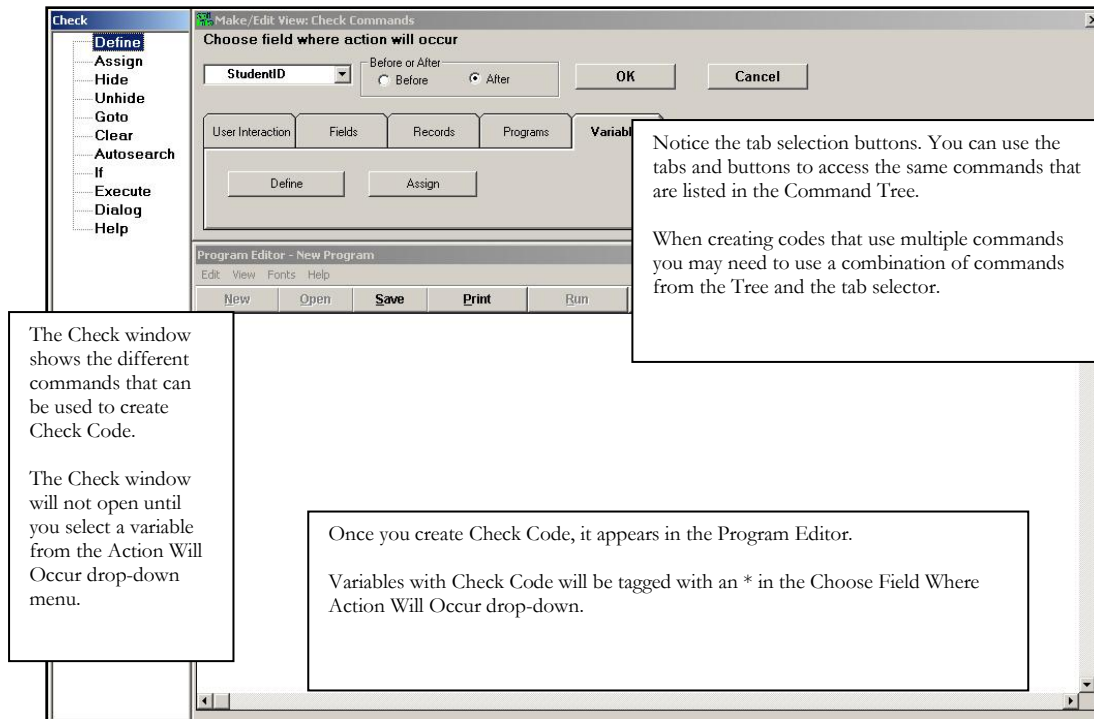 Check
Define
Assign
Hide
Unhide
Goto
Clear
Autosearch
If
Execute
Dialog
Help
Make/Edit View: Check Commands
Choose field where action will occur
StudentID
Before or After
Before
After
OK
Cancel
User Interaction
Fields
Records
Programs
Define
Assign
Notice the tab selection buttons. You can use the
tabs and buttons to access the same commands that
are listed in the Command Tree.
When creating codes that use multiple commands
you may need to use a combination of commands
from the Tree and the tab selector.
Program Editor - New Program
Edit View Fonts Help
New
Open
Save
Print
Run
The Check window
shows the different
commands that can
be used to create
Check Code.
The Check window
will not open until
you select a variable
from the Action Will
Occur drop-down
menu.
Once you create Check Code, it appears in the Program Editor.
Variables with Check Code will be tagged with an * in the Choose Field Where
Action Will Occur drop-down.